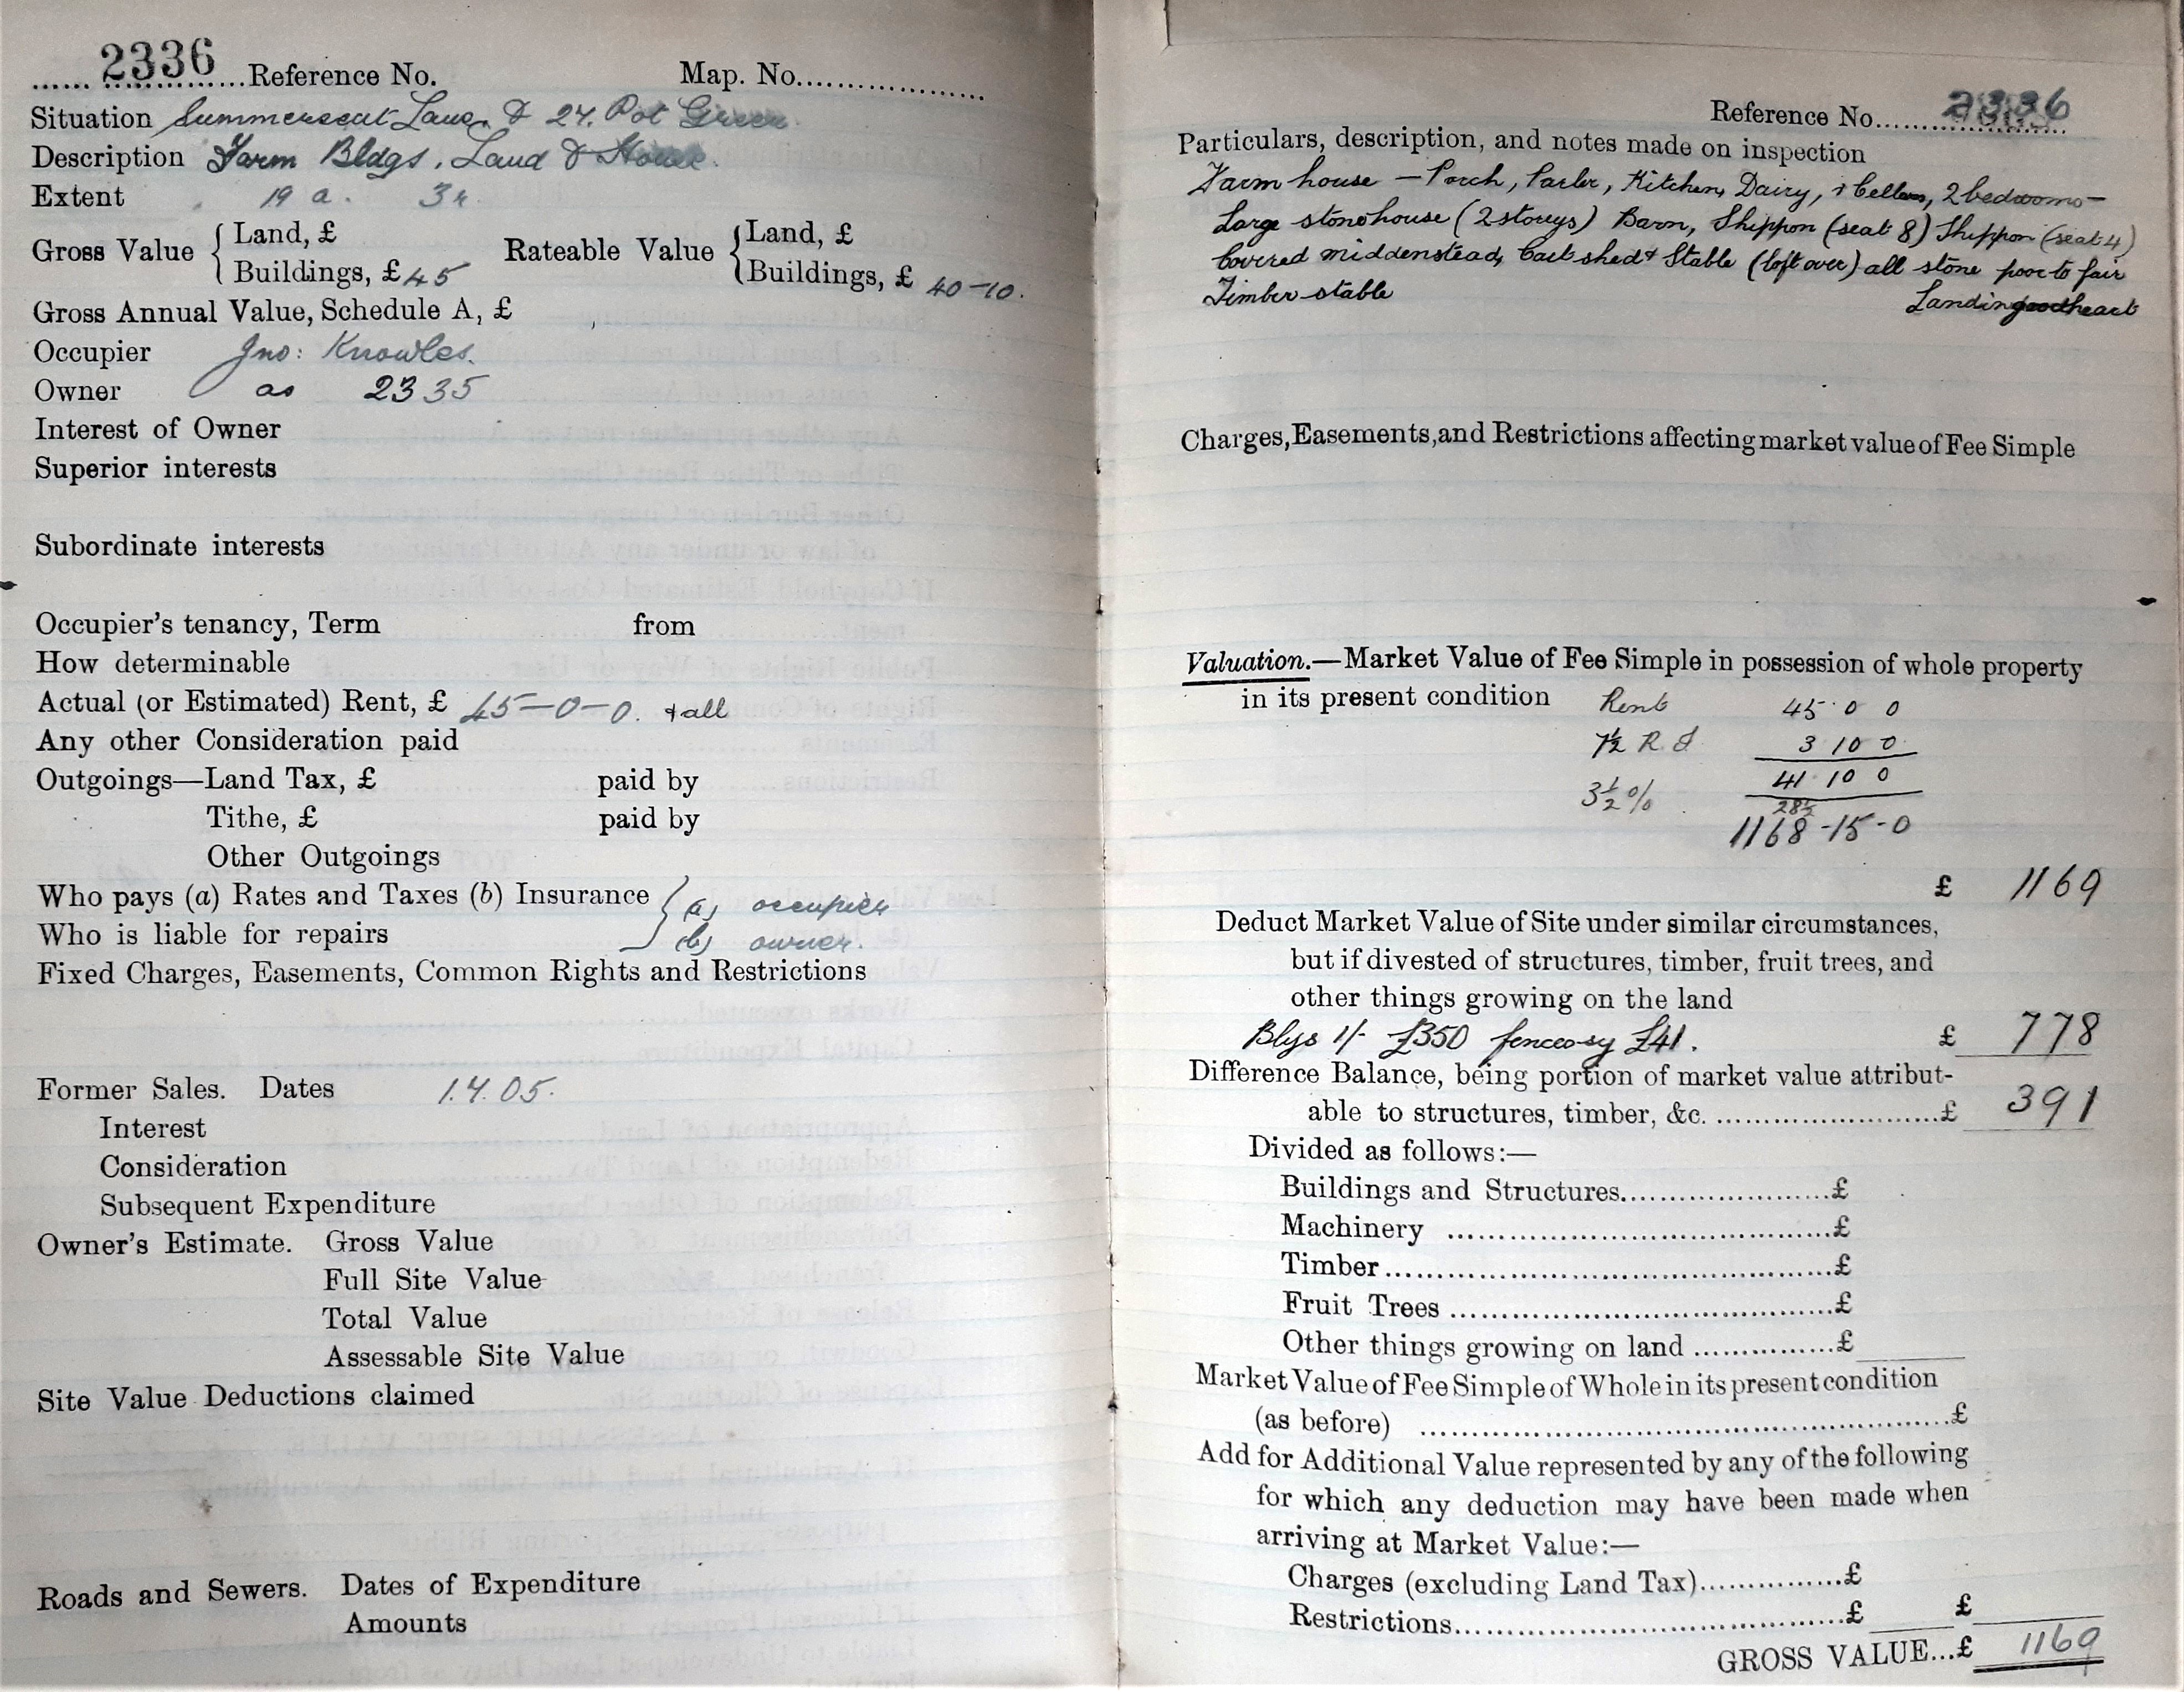 2336 Reference No. Map. No.
Situation Summerseat Lane, & 27. Pot Green
Description Farm Bldgs, Land & House.
Extent 19 a. 3 r.
Gross Value { Land, £ Rateable Value { Land, £
Buildings, £ 45 Buildings, £ 40-10.
Gross Annual Value, Schedule A, £
Occupier Jno: Knowles.
Owner as 2335
Interest of Owner
Superior interests
Subordinate interests
Occupier's tenancy, Term from
How determinable
Actual (or Estimated) Rent, £ 45-0-0. + all
Any other Consideration paid
Outgoings—Land Tax, £ paid by
Tithe, £ paid by
Other Outgoings
Who pays (a) Rates and Taxes (b) Insurance } (a) occupier
Who is liable for repairs (b) owner.
Fixed Charges, Easements, Common Rights and Restrictions
Former Sales. Dates 1.4.05.
Interest
Consideration
Subsequent Expenditure
Owner's Estimate. Gross Value
Full Site Value
Total Value
Assessable Site Value
Site Value Deductions claimed
Roads and Sewers. Dates of Expenditure
Amounts
Reference No. 2336
Particulars, description, and notes made on inspection
Farm house — Porch, Parlor, Kitchen, Dairy, & Cellar, 2 bedrooms —
Large stonehouse (2 storeys) Barn, Shippon (seat 8) Shippon (seat 4)
Covered middenstead, Cart shed & Stable (loft over) all stone poor to fair
Timber stable Land in good heart
Charges, Easements, and Restrictions affecting market value of Fee Simple
Valuation.—Market Value of Fee Simple in possession of whole property
in its present condition Rent 45 0 0
7½ R. & 3 10 0
41 10 0
3½ % 28½
1168-15-0
£ 1169
Deduct Market Value of Site under similar circumstances,
but if divested of structures, timber, fruit trees, and
other things growing on the land
Blgs 1/- £350 fences sy £41. £ 778
Difference Balance, being portion of market value attribut-
able to structures, timber, &c. £ 391
Divided as follows:—
Buildings and Structures £
Machinery £
Timber £
Fruit Trees £
Other things growing on land £
Market Value of Fee Simple of Whole in its present condition
(as before) £
Add for Additional Value represented by any of the following
for which any deduction may have been made when
arriving at Market Value:—
Charges (excluding Land Tax) £
Restrictions £ £
GROSS VALUE...£ 1169